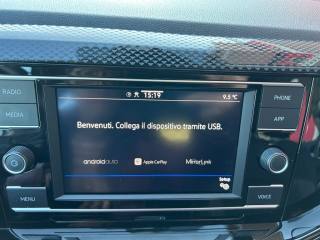 15:19
9.5 °C
RADIO
MEDIA
PHONE
APP
Benvenuti. Collega il dispositivo tramite USB.
androidauto
Apple CarPlay
MirrorLink
Setup
MENU
VOICE